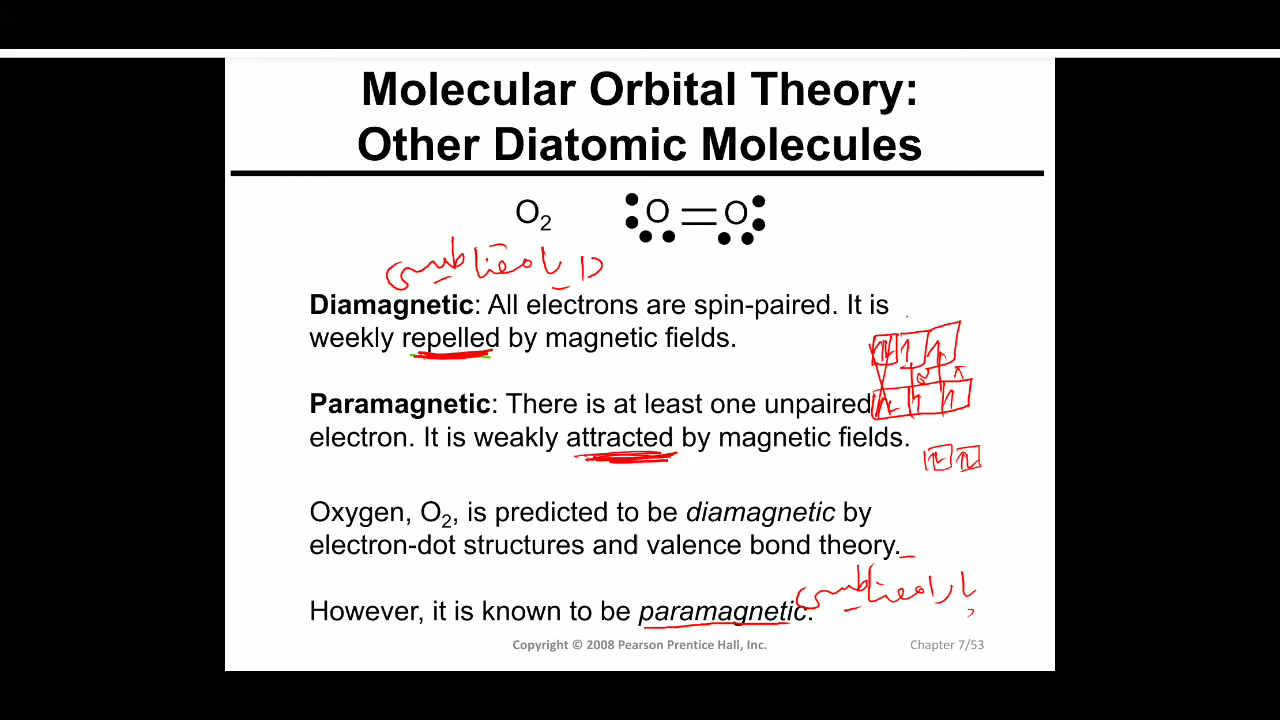 Molecular Orbital Theory:
Other Diatomic Molecules
O₂ O=O
دايامغناطيسي
Diamagnetic: All electrons are spin-paired. It is
weekly repelled by magnetic fields.
Paramagnetic: There is at least one unpaired
electron. It is weakly attracted by magnetic fields.
Oxygen, O₂, is predicted to be diamagnetic by
electron-dot structures and valence bond theory.
بارامغناطيسي
However, it is known to be paramagnetic.
Copyright © 2008 Pearson Prentice Hall, Inc. Chapter 7/53